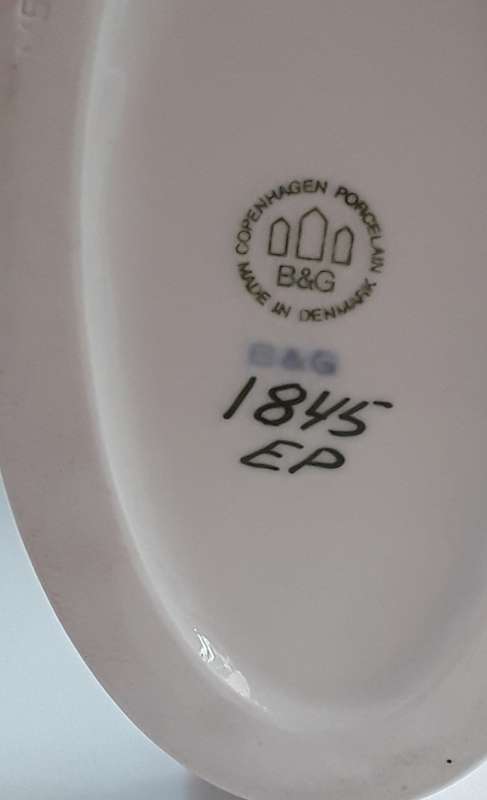 COPENHAGEN PORCELAIN
B&G
MADE IN DENMARK
B&G
1845
EP